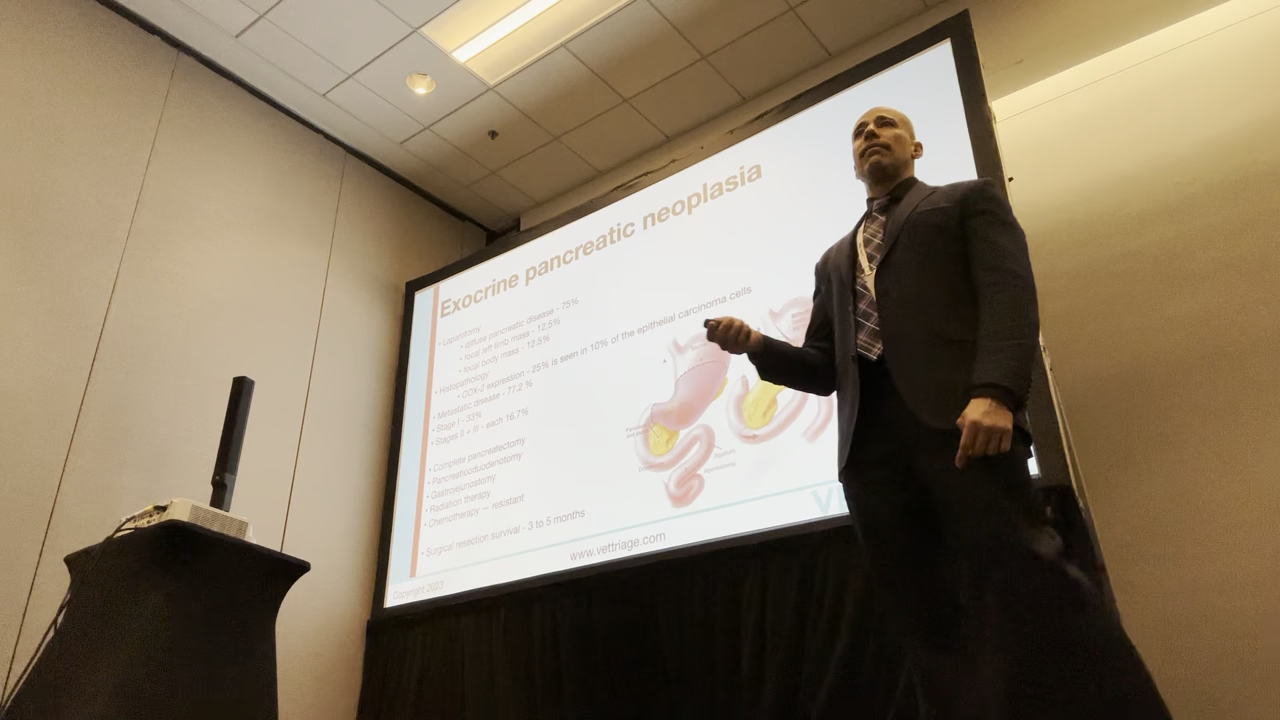 Exocrine pancreatic neoplasia
• Laparotomy
• diffuse pancreatic disease - 75%
• focal left limb mass - 12.5%
• focal body mass - 12.5%
• Histopathology
• COX-2 expression - 25% is seen in 10% of the epithelial carcinoma cells
• Metastatic disease - 77.2 %
• Stage I - 33%
• Stages II + III - each 16.7%
• Complete pancreatectomy
• Pancreaticoduodenotomy
• Gastrojejunostomy
• Radiation therapy
• Chemotherapy – resistant
• Surgical resection survival - 3 to 5 months
www.vettriage.com
Copyright 2023